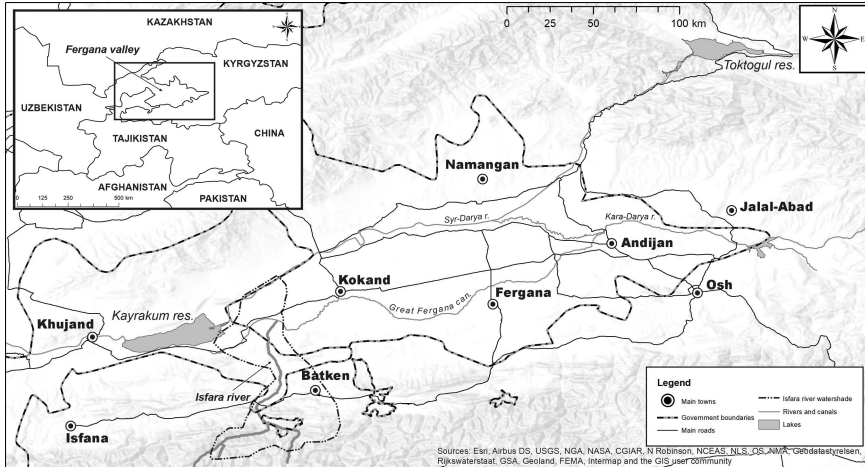 KAZAKHSTAN
Fergana valley
KYRGYZSTAN
UZBEKISTAN
TAJIKISTAN
CHINA
AFGHANISTAN
PAKISTAN
0 125 250 500 km
0 30 60 100 km
N
W E
S
Toktogul res.
Namangan
Jalal-Abad
Syr-Darya r.
Kara-Darya r.
Andijan
Kokand
Osh
Fergana
Great Fergana can.
Kayrakum res.
Khujand
Batken
Isfara river
Isfana
Legend
Main towns
Government boundaries
Main roads
Isfara river watershade
Rivers and canals
Lakes
Sources: Esri, Airbus DS, USGS, NGA, NASA, CGIAR, N Robinson, NCEAS, NLS, OS, NMA, Geodatastyrelsen,
Rijkswaterstaat, GSA, Geoland, FEMA, Intermap and the GIS user community